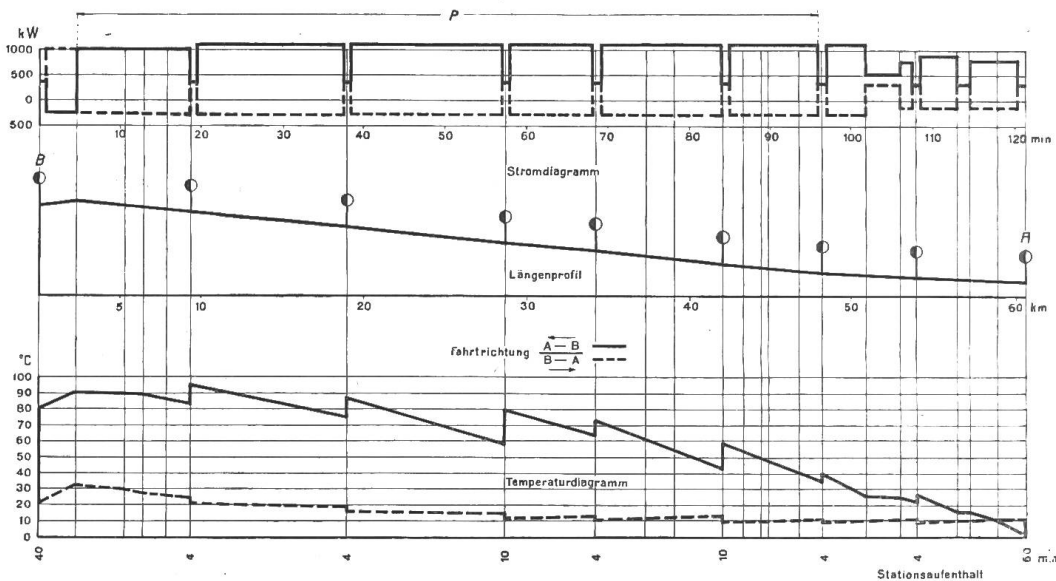 P
kW
1000
500
0
500
10 20 30 40 50 60 70 80 90 100 110 120 min
B
Stromdiagramm
A
Längenprofil
5 10 20 30 40 50 60 km
Fahrtrichtung A — B
B — A
°C
100
90
80
70
60
50
40
30
20
10
0
Temperaturdiagramm
40 4 4 10 4 10 4 4 60 min
Stationsaufenthalt